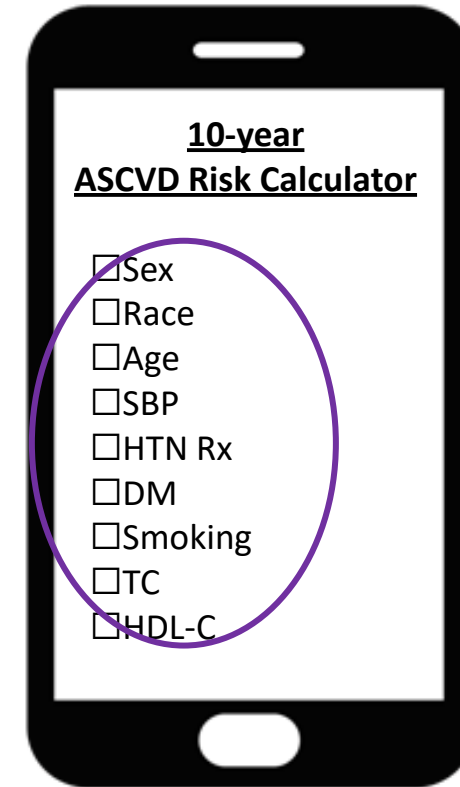 10-year
ASCVD Risk Calculator
☐Sex
☐Race
☐Age
☐SBP
☐HTN Rx
☐DM
☐Smoking
☐TC
☐HDL-C